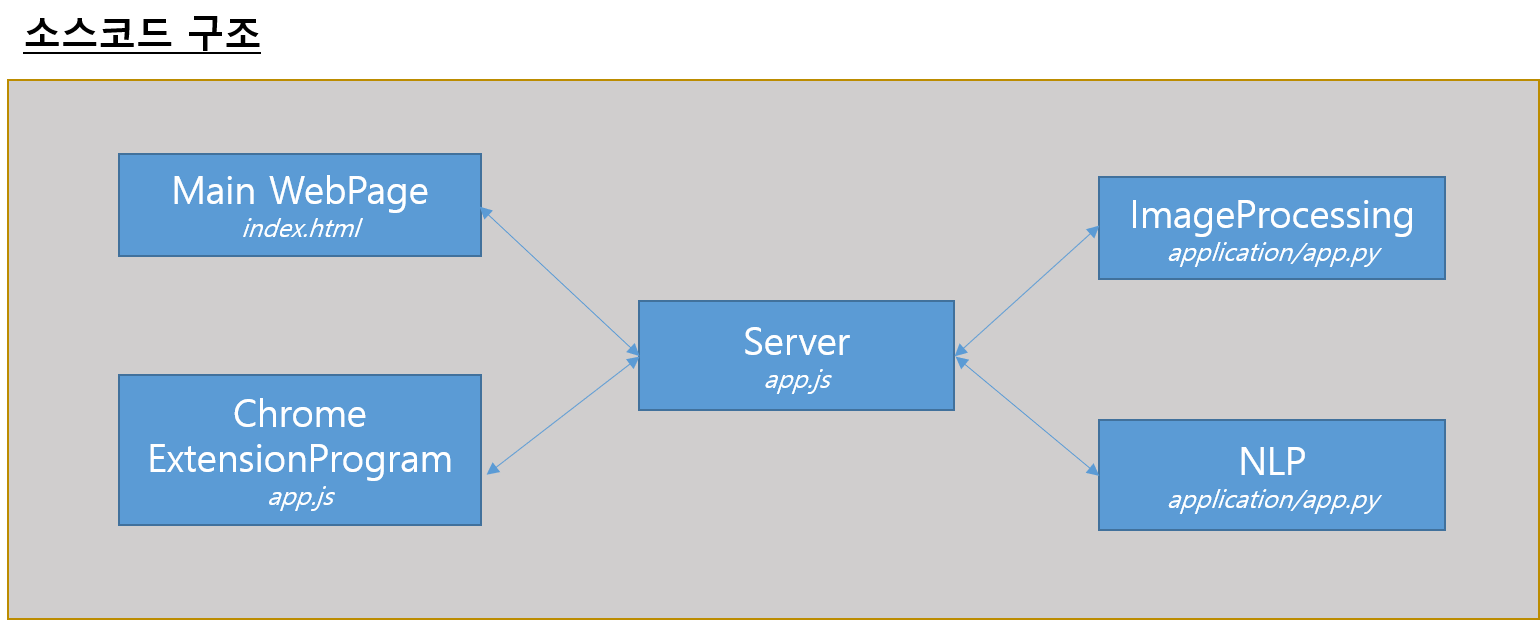 소스코드 구조
Main WebPage
index.html
Chrome
ExtensionProgram
app.js
Server
app.js
ImageProcessing
application/app.py
NLP
application/app.py